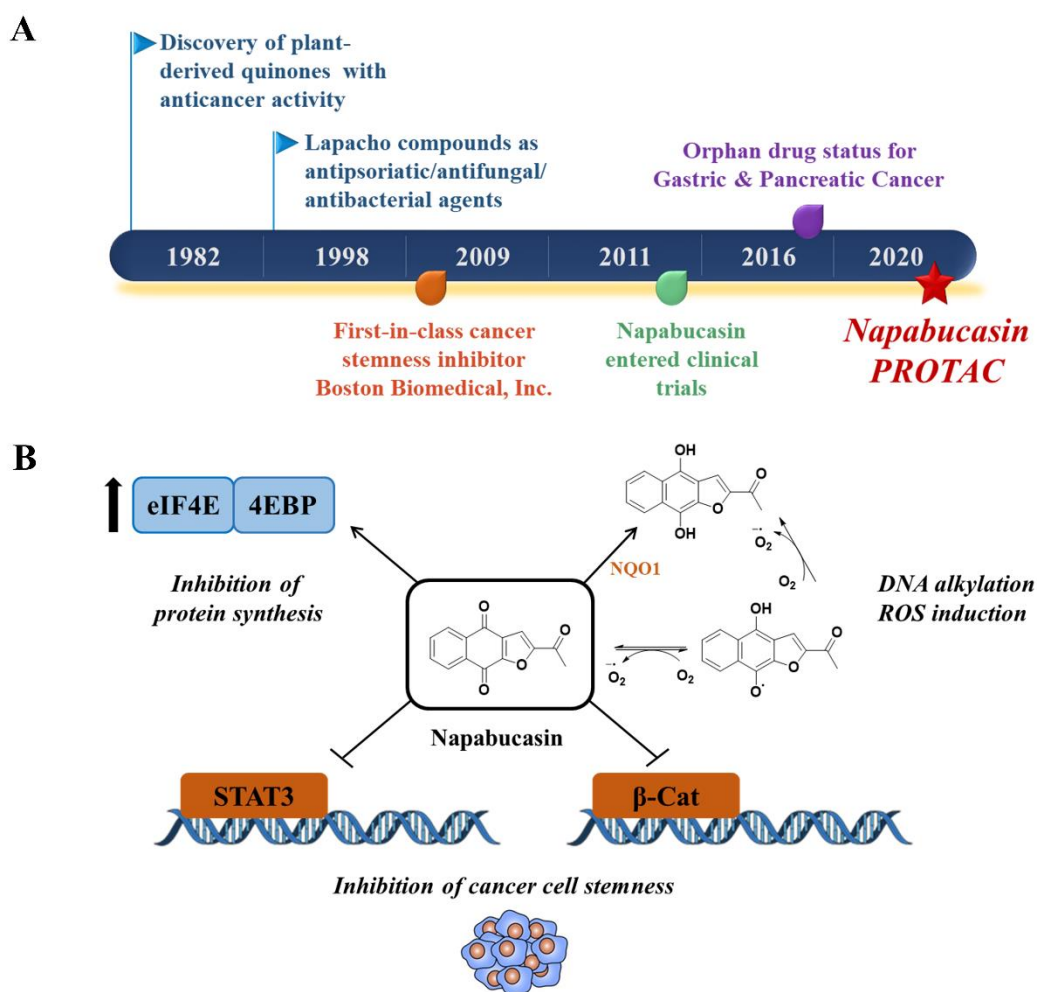 A
Discovery of plant-
derived quinones with
anticancer activity
Lapacho compounds as
antipsoriatic/antifungal/
antibacterial agents
Orphan drug status for
Gastric & Pancreatic Cancer
1982 1998 2009 2011 2016 2020
First-in-class cancer
stemness inhibitor
Boston Biomedical, Inc.
Napabucasin
entered clinical
trials
Napabucasin
PROTAC
B
eIF4E 4EBP
Inhibition of
protein synthesis
OH
O
O
OH
NQO1
O2
O2
DNA alkylation
ROS induction
O
O
O
O
Napabucasin
O2
O2
OH
O
O
O·
STAT3
β-Cat
Inhibition of cancer cell stemness